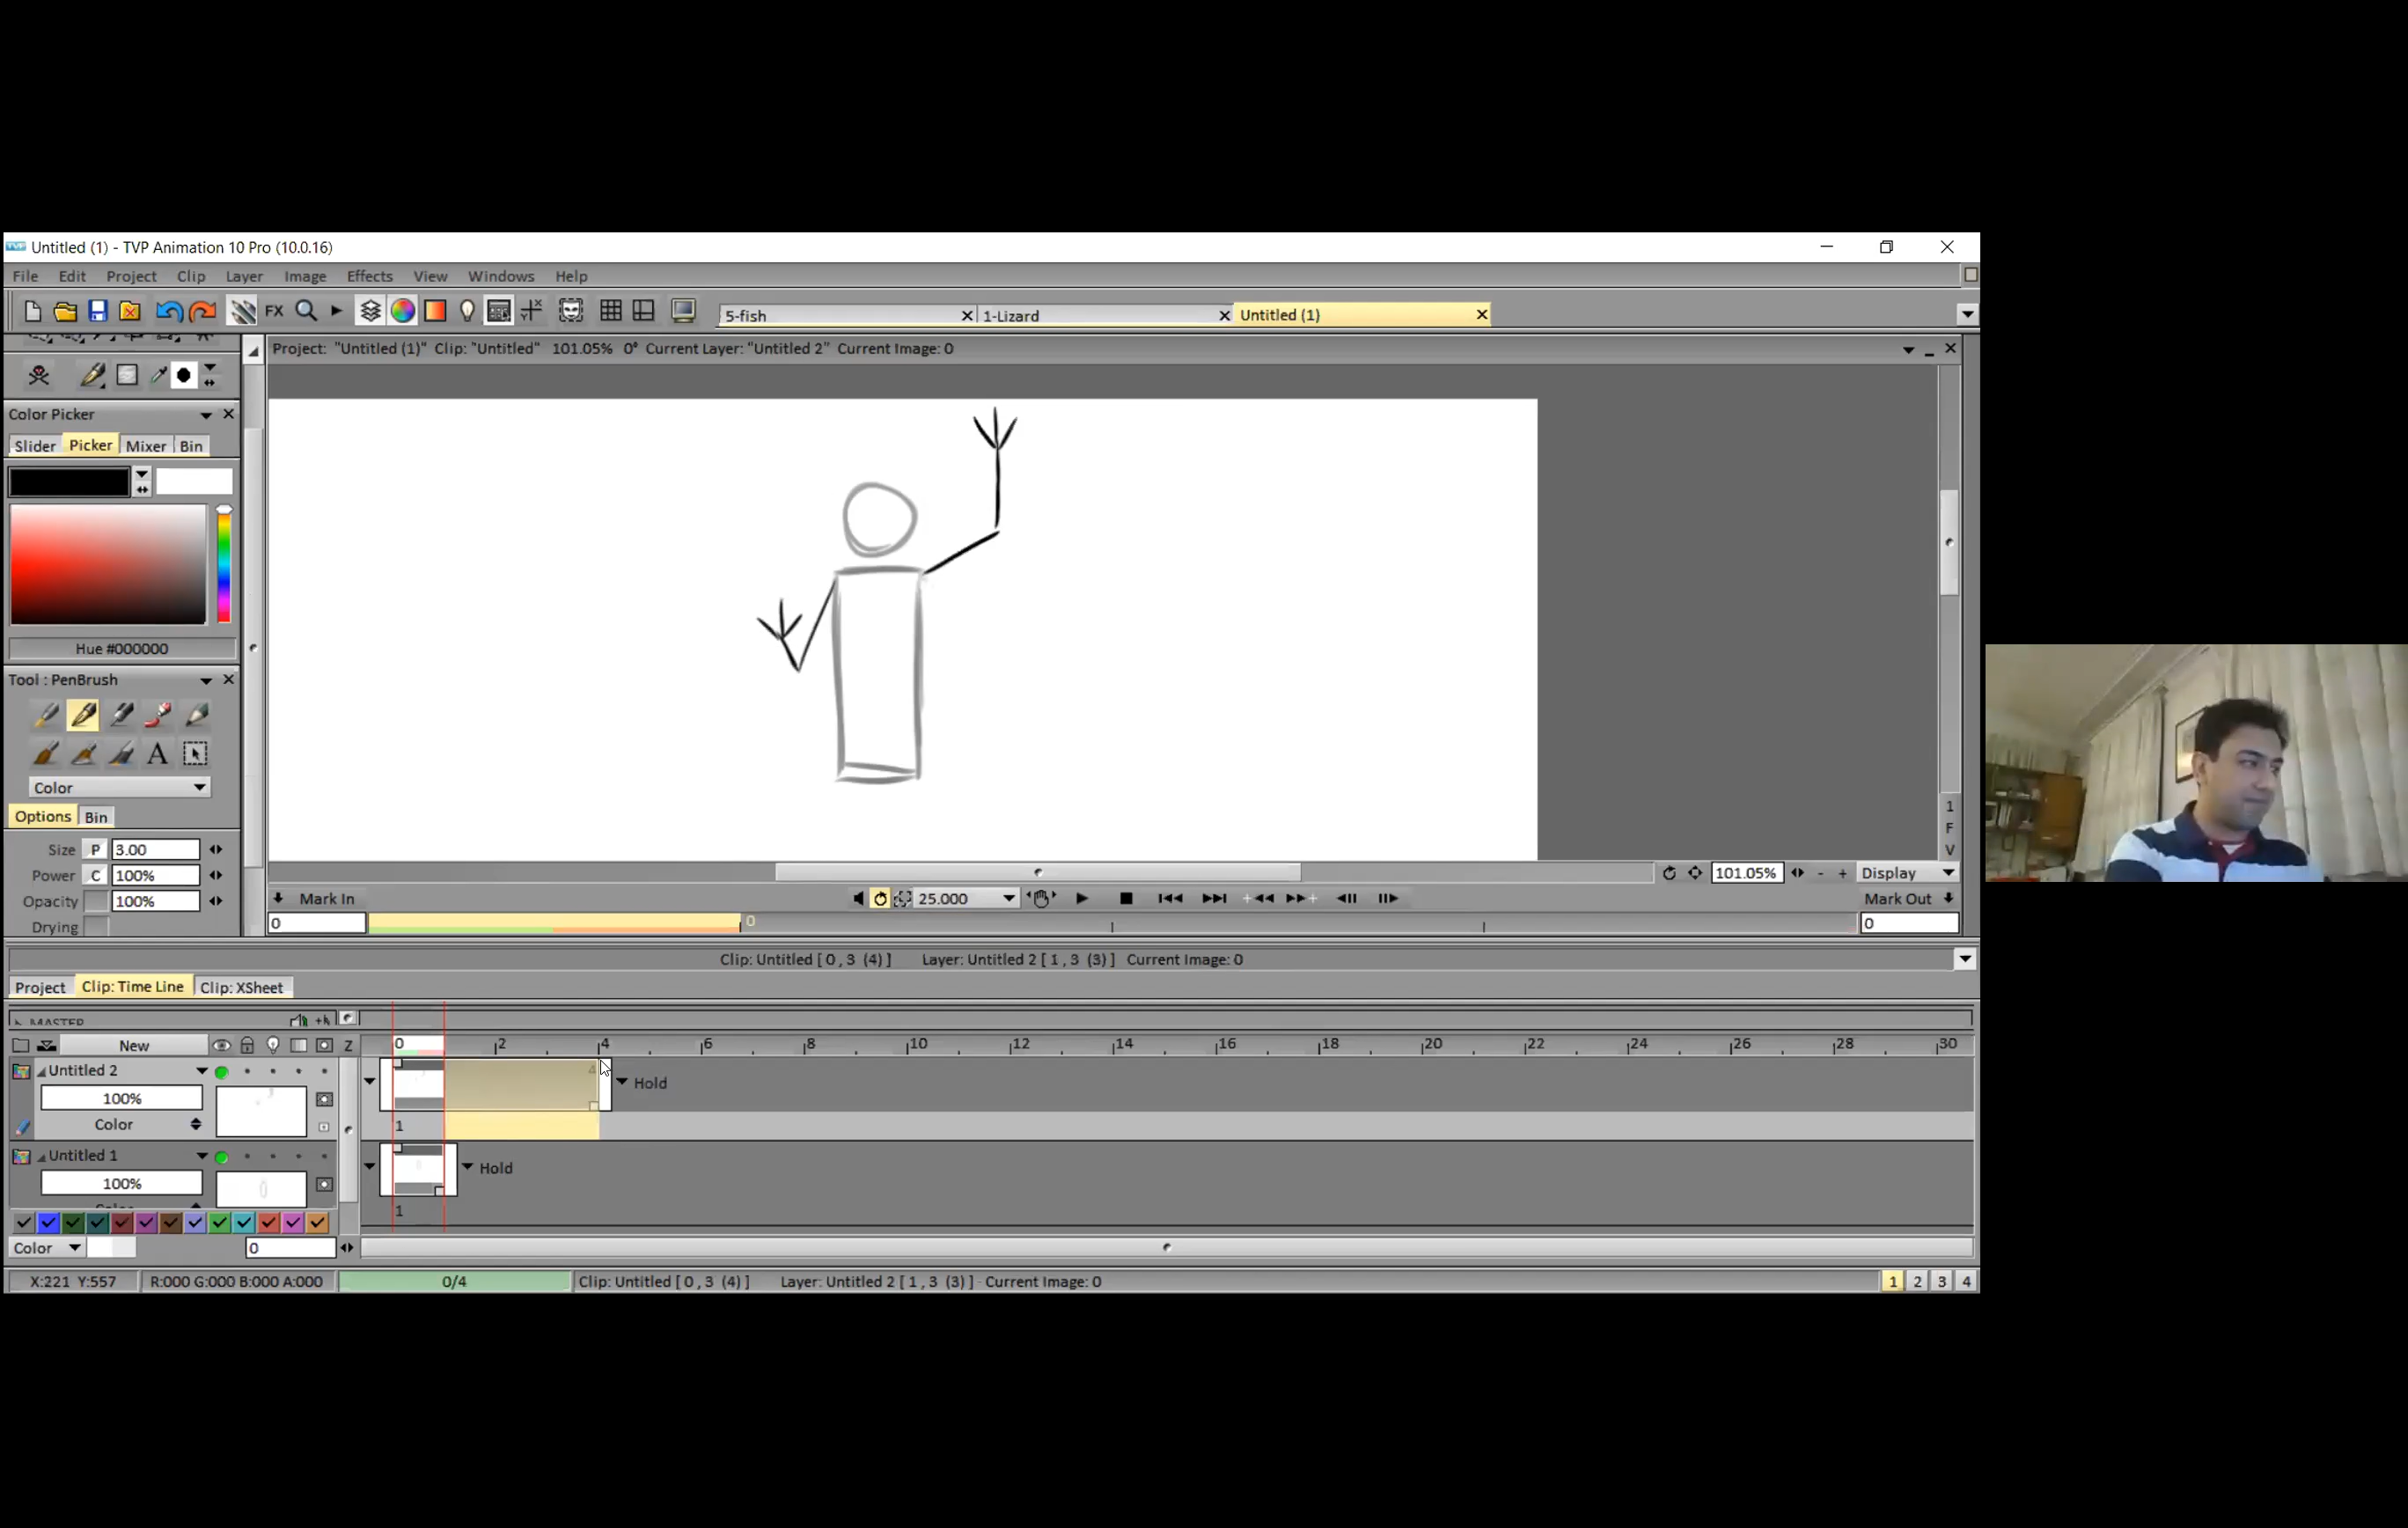 Untitled (1) - TVP Animation 10 Pro (10.0.16)
File Edit Project Clip Layer Image Effects View Windows Help
FX 5-fish 1-Lizard Untitled (1)
Project: "Untitled (1)" Clip: "Untitled" 101.05% 0° Current Layer: "Untitled 2" Current Image: 0
Color Picker
Slider Picker Mixer Bin
Hue #000000
Tool : PenBrush
A
Color
Options Bin
Size P 3.00
Power C 100%
Opacity 100%
Drying
1
F
V
101.05% - + Display
Mark In 25.000 Mark Out
0 0 0
Clip: Untitled [ 0 , 3 (4) ] Layer: Untitled 2 [ 1 , 3 (3) ] Current Image: 0
Project Clip: Time Line Clip: XSheet
MASTER
New Z 0 2 4 6 8 10 12 14 16 18 20 22 24 26 28 30
Untitled 2
4 Hold
100%
Color 1
Untitled 1
Hold
100%
Color 1
Color 0
X:221 Y:557 R:000 G:000 B:000 A:000 0/4 Clip: Untitled [ 0 , 3 (4) ] Layer: Untitled 2 [ 1 , 3 (3) ] Current Image: 0 1 2 3 4